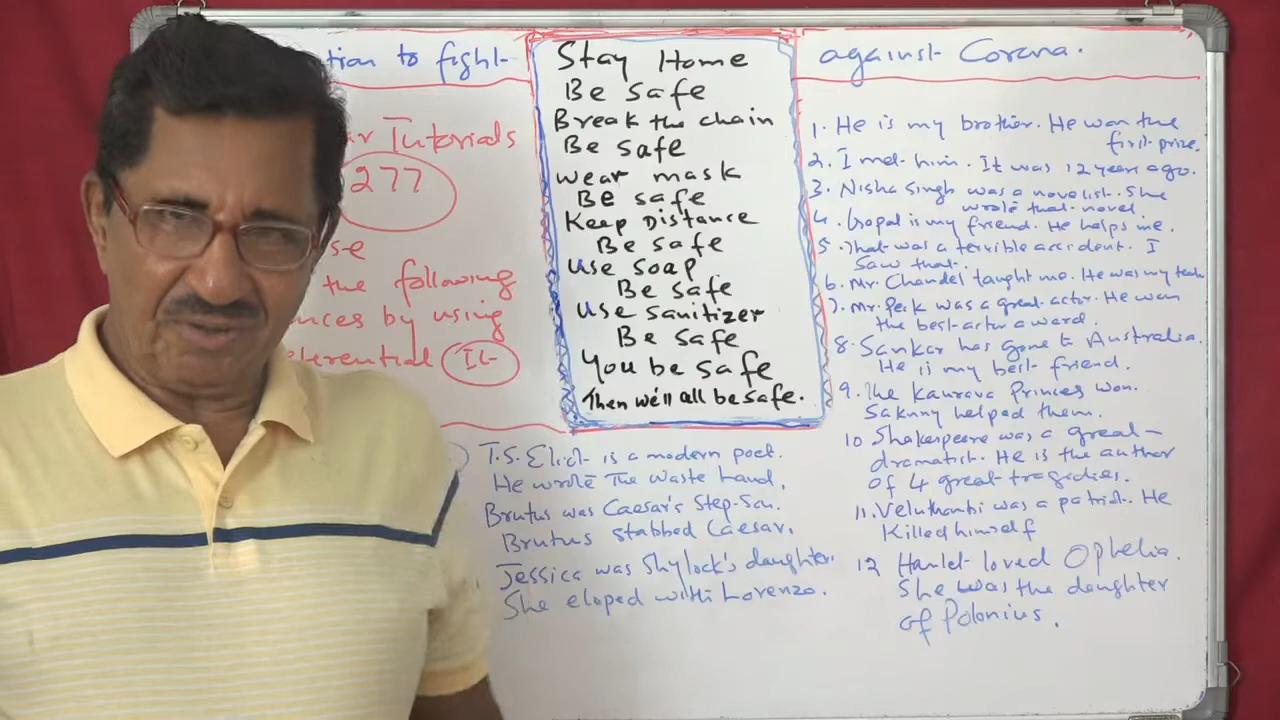 tion to fight
against Corona.
Tutorials
277
se
the following
nces by using
erential It
Stay Home
Be safe
Break the chain
Be safe
wear mask
Be safe
Keep Distance
Be safe
Use soap
Be safe
Use sanitizer
Be safe
You be safe
Then we'll all be safe.
T.S. Eliot is a modern poet.
He wrote The Waste Land.
Brutus was Caesar's Step-Son.
Brutus stabbed Caesar.
Jessica was Shylock's daughter.
She eloped with Lorenzo.
1. He is my brother. He won the
first prize.
2. I met him. It was 12 years ago.
3. Nisha Singh was a novelist. She
wrote that novel.
4. Gopal is my friend. He helps me.
5. That was a terrible accident. I
saw that.
6. Mr. Chandel taught me. He was my
7. Mr. Peck was a great actor. He won
the best actor award.
8. Sankar has gone to Australia.
He is my best friend.
9. The Kaurava Princes won.
Sakuny helped them.
10 Shakespeare was a great
dramatist. He is the author
of 4 great tragedies.
11. Veluthambi was a patriot. He
killed himself
12 Hamlet loved Ophelia.
She was the daughter
of Polonius.